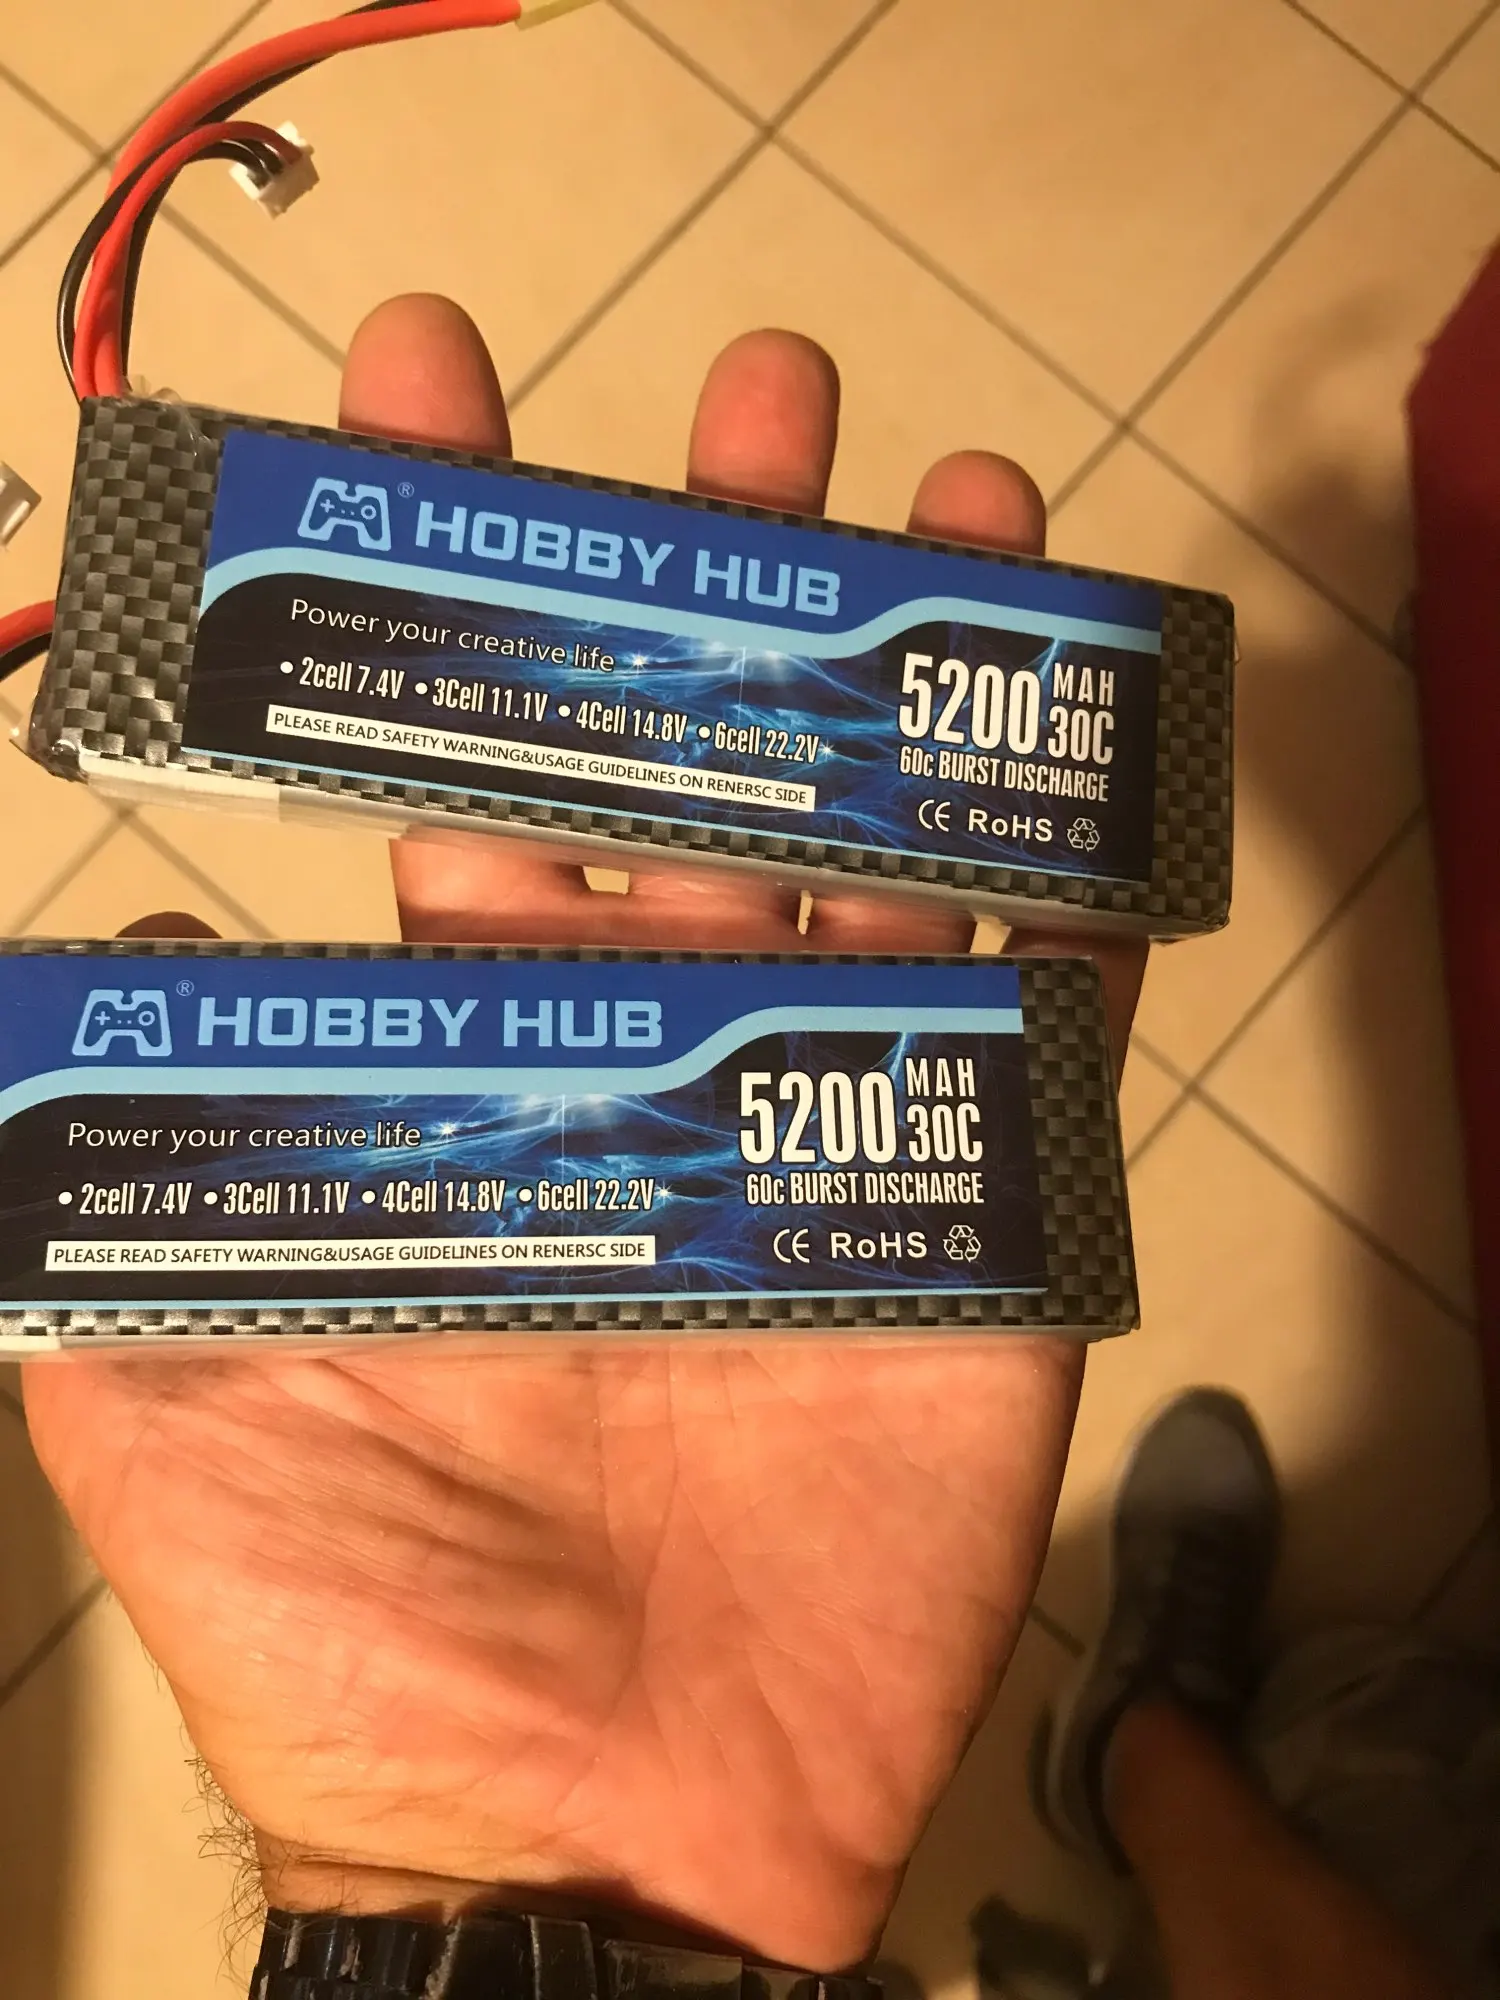 ® HOBBY HUB
Power your creative life
• 2cell 7.4V • 3Cell 11.1V • 4Cell 14.8V • 6cell 22.2V
PLEASE READ SAFETY WARNING&USAGE GUIDELINES ON RENERSC SIDE
5200 MAH
30C
60c BURST DISCHARGE
CE RoHS
® HOBBY HUB
Power your creative life
• 2cell 7.4V • 3Cell 11.1V • 4Cell 14.8V • 6cell 22.2V
PLEASE READ SAFETY WARNING&USAGE GUIDELINES ON RENERSC SIDE
5200 MAH
30C
60c BURST DISCHARGE
CE RoHS